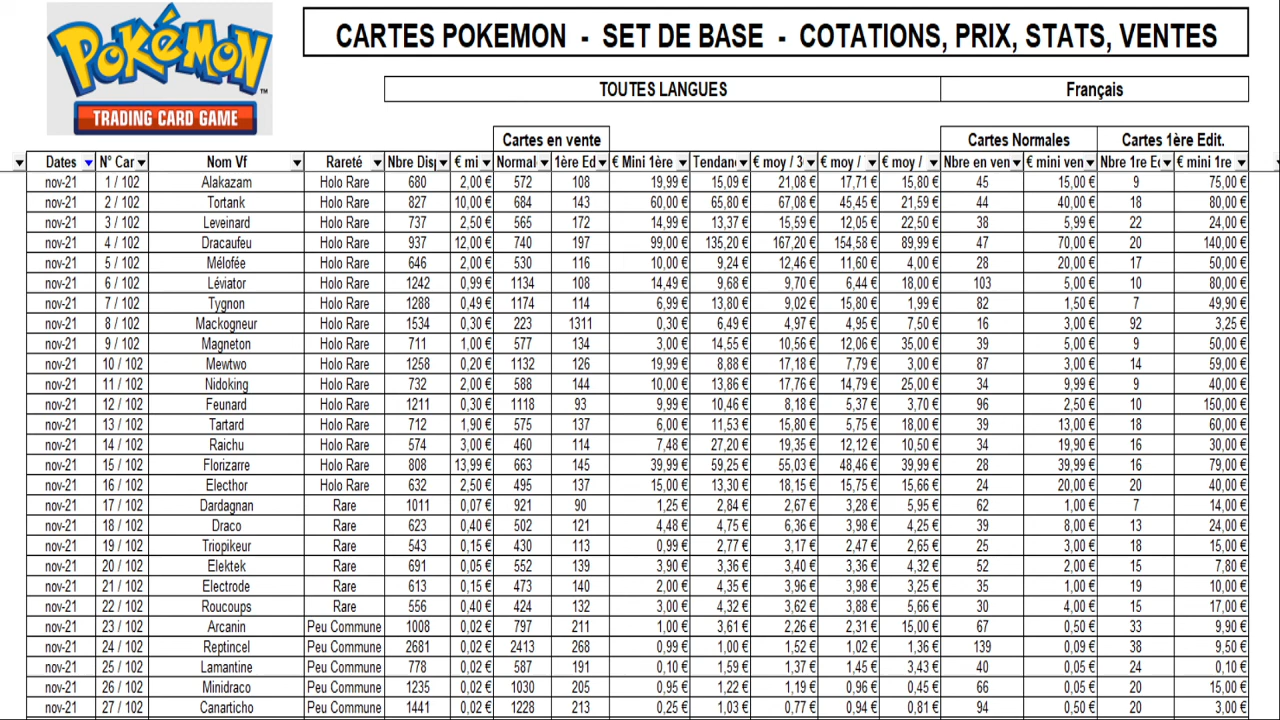 POKÉMON
TM
TRADING CARD GAME
CARTES POKEMON - SET DE BASE - COTATIONS, PRIX, STATS, VENTES
TOUTES LANGUES Français
Cartes en vente Cartes Normales Cartes 1ère Edit.
Dates N° Car Nom Vf Rareté Nbre Disp € mi Normal 1ère Ed € Mini 1ère Tendanc € moy / 3 € moy / € moy / Nbre en ven € mini ven Nbre 1re Ed € mini 1re
nov-21 1 / 102 Alakazam Holo Rare 680 2,00 € 572 108 19,99 € 15,09 € 21,08 € 17,71 € 15,80 € 45 15,00 € 9 75,00 €
nov-21 2 / 102 Tortank Holo Rare 827 10,00 € 684 143 60,00 € 65,80 € 67,08 € 45,45 € 21,59 € 44 40,00 € 18 80,00 €
nov-21 3 / 102 Leveinard Holo Rare 737 2,50 € 565 172 14,99 € 13,37 € 15,59 € 12,05 € 22,50 € 38 5,99 € 22 24,00 €
nov-21 4 / 102 Dracaufeu Holo Rare 937 12,00 € 740 197 99,00 € 135,20 € 167,20 € 154,58 € 89,99 € 47 70,00 € 20 140,00 €
nov-21 5 / 102 Mélofée Holo Rare 646 2,00 € 530 116 10,00 € 9,24 € 12,46 € 11,60 € 4,00 € 28 20,00 € 17 50,00 €
nov-21 6 / 102 Léviator Holo Rare 1242 0,99 € 1134 108 14,49 € 9,68 € 9,70 € 6,44 € 18,00 € 103 5,00 € 10 80,00 €
nov-21 7 / 102 Tygnon Holo Rare 1288 0,49 € 1174 114 6,99 € 13,80 € 9,02 € 15,80 € 1,99 € 82 1,50 € 7 49,90 €
nov-21 8 / 102 Mackogneur Holo Rare 1534 0,30 € 223 1311 0,30 € 6,49 € 4,97 € 4,95 € 7,50 € 16 3,00 € 92 3,25 €
nov-21 9 / 102 Magneton Holo Rare 711 1,00 € 577 134 3,00 € 14,55 € 10,56 € 12,06 € 35,00 € 39 5,00 € 9 50,00 €
nov-21 10 / 102 Mewtwo Holo Rare 1258 0,20 € 1132 126 19,99 € 8,88 € 17,18 € 7,79 € 3,00 € 87 3,00 € 14 59,00 €
nov-21 11 / 102 Nidoking Holo Rare 732 2,00 € 588 144 10,00 € 13,86 € 17,76 € 14,79 € 25,00 € 34 9,99 € 9 40,00 €
nov-21 12 / 102 Feunard Holo Rare 1211 0,30 € 1118 93 9,99 € 10,46 € 8,18 € 5,37 € 3,70 € 96 2,50 € 10 150,00 €
nov-21 13 / 102 Tartard Holo Rare 712 1,90 € 575 137 6,00 € 11,53 € 15,80 € 5,75 € 18,00 € 39 13,00 € 18 60,00 €
nov-21 14 / 102 Raichu Holo Rare 574 3,00 € 460 114 7,48 € 27,20 € 19,35 € 12,12 € 10,50 € 34 19,90 € 16 30,00 €
nov-21 15 / 102 Florizarre Holo Rare 808 13,99 € 663 145 39,99 € 59,25 € 55,03 € 48,46 € 39,99 € 28 39,99 € 16 79,00 €
nov-21 16 / 102 Electhor Holo Rare 632 2,50 € 495 137 15,00 € 13,30 € 18,15 € 15,75 € 15,66 € 24 20,00 € 20 40,00 €
nov-21 17 / 102 Dardagnan Rare 1011 0,07 € 921 90 1,25 € 2,84 € 2,67 € 3,28 € 5,95 € 62 1,00 € 7 14,00 €
nov-21 18 / 102 Draco Rare 623 0,40 € 502 121 4,48 € 4,75 € 6,36 € 3,98 € 4,25 € 39 8,00 € 13 24,00 €
nov-21 19 / 102 Triopikeur Rare 543 0,15 € 430 113 0,99 € 2,77 € 3,17 € 2,47 € 2,65 € 25 3,00 € 18 15,00 €
nov-21 20 / 102 Elektek Rare 691 0,05 € 552 139 3,90 € 3,36 € 3,40 € 3,36 € 4,32 € 52 2,00 € 15 7,80 €
nov-21 21 / 102 Electrode Rare 613 0,15 € 473 140 2,00 € 4,35 € 3,96 € 3,98 € 3,25 € 35 1,00 € 19 10,00 €
nov-21 22 / 102 Roucoups Rare 556 0,40 € 424 132 3,00 € 4,32 € 3,62 € 3,88 € 5,66 € 30 4,00 € 15 17,00 €
nov-21 23 / 102 Arcanin Peu Commune 1008 0,02 € 797 211 1,00 € 3,61 € 2,26 € 2,31 € 15,00 € 67 0,50 € 33 9,90 €
nov-21 24 / 102 Reptincel Peu Commune 2681 0,02 € 2413 268 0,99 € 1,00 € 1,52 € 1,02 € 1,36 € 139 0,09 € 38 9,50 €
nov-21 25 / 102 Lamantine Peu Commune 778 0,02 € 587 191 0,10 € 1,59 € 1,37 € 1,45 € 3,43 € 40 0,05 € 24 0,10 €
nov-21 26 / 102 Minidraco Peu Commune 1235 0,02 € 1030 205 0,95 € 1,22 € 1,19 € 0,96 € 0,45 € 66 0,05 € 20 15,00 €
nov-21 27 / 102 Canarticho Peu Commune 1441 0,02 € 1228 213 0,25 € 1,03 € 0,77 € 0,94 € 0,81 € 94 0,50 € 20 3,00 €